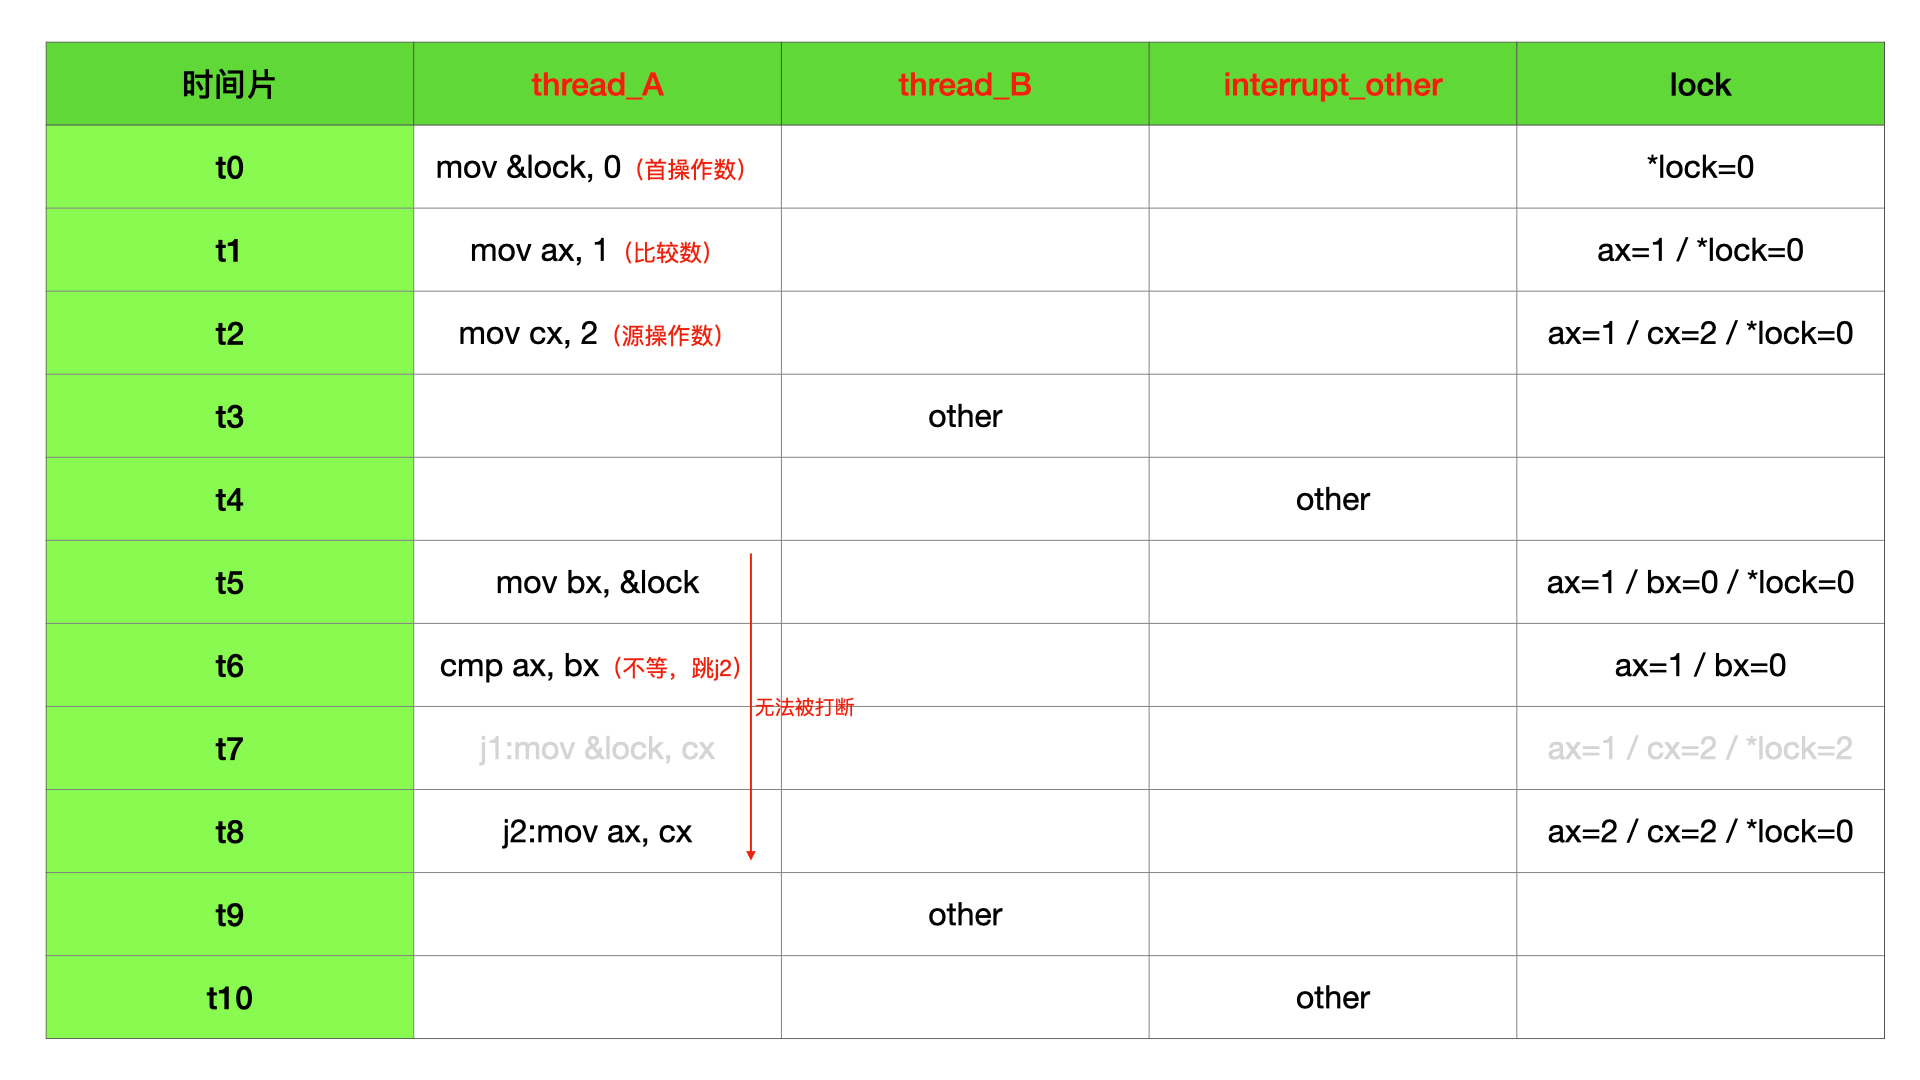 时间片 thread_A thread_B interrupt_other lock
t0 mov &lock, 0（首操作数） *lock=0
t1 mov ax, 1（比较数） ax=1 / *lock=0
t2 mov cx, 2（源操作数） ax=1 / cx=2 / *lock=0
t3 other
t4 other
t5 mov bx, &lock ax=1 / bx=0 / *lock=0
t6 cmp ax, bx（不等，跳j2） ax=1 / bx=0
无法被打断
t7 j1:mov &lock, cx ax=1 / cx=2 / *lock=2
t8 j2:mov ax, cx ax=2 / cx=2 / *lock=0
t9 other
t10 other